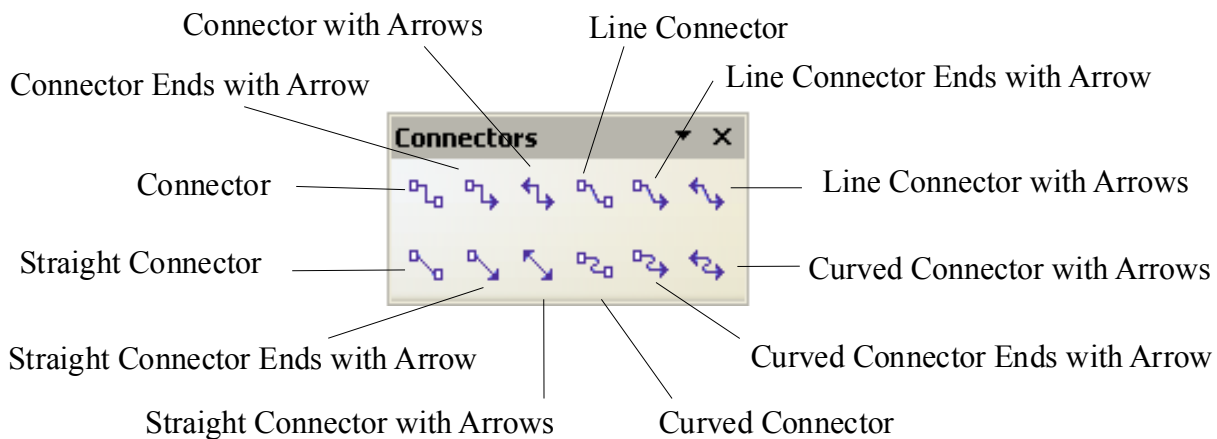 Connector with Arrows
Line Connector
Connector Ends with Arrow
Line Connector Ends with Arrow
Connectors
Connector
Line Connector with Arrows
Straight Connector
Curved Connector with Arrows
Straight Connector Ends with Arrow
Curved Connector Ends with Arrow
Straight Connector with Arrows
Curved Connector